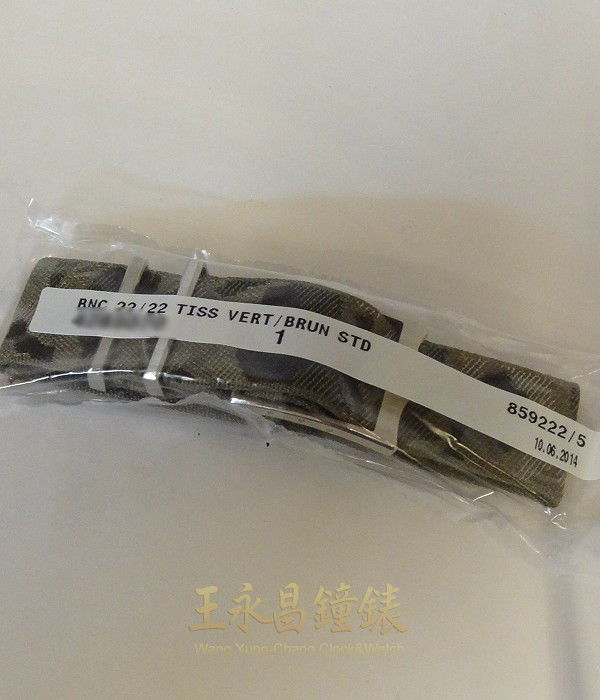 BNC 22/22 TISS VERT/BRUN STD
1
859222/5
10.06.2014
王永昌鐘錶
Wang Yung-Chang Clock&Watch